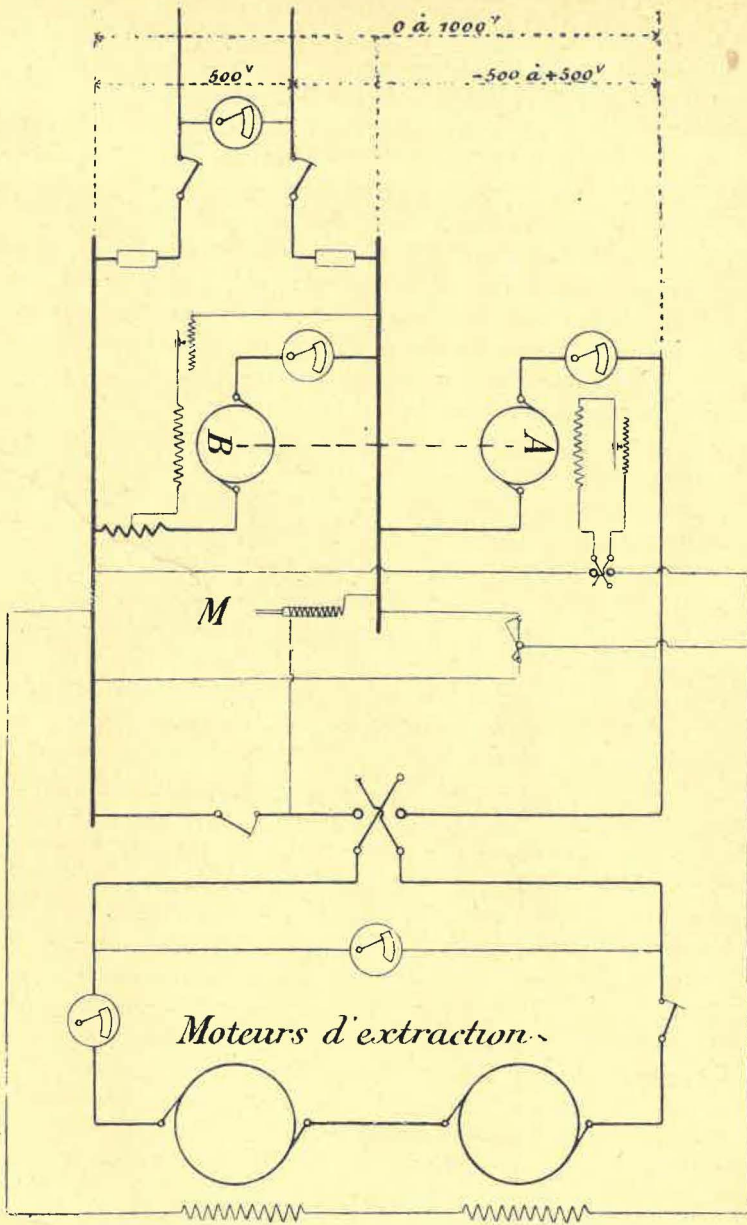 0 à 1000ᵛ
500ᵛ
-500 à +500ᵛ
B
A
M
Moteurs d'extraction